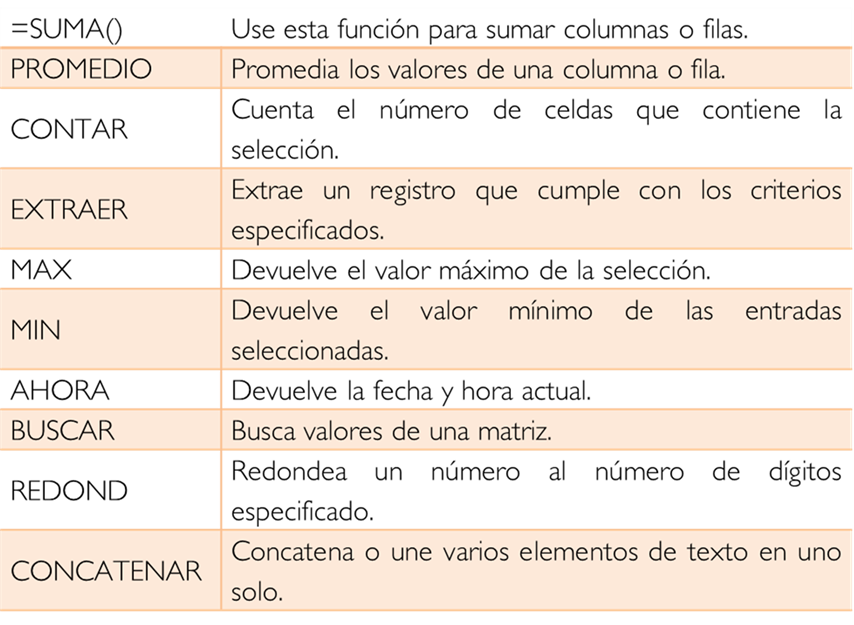 =SUMA() Use esta función para sumar columnas o filas.
PROMEDIO Promedia los valores de una columna o fila.
CONTAR Cuenta el número de celdas que contiene la
selección.
EXTRAER Extrae un registro que cumple con los criterios
especificados.
MAX Devuelve el valor máximo de la selección.
MIN Devuelve el valor mínimo de las entradas
seleccionadas.
AHORA Devuelve la fecha y hora actual.
BUSCAR Busca valores de una matriz.
REDOND Redondea un número al número de dígitos
especificado.
CONCATENAR Concatena o une varios elementos de texto en uno
solo.